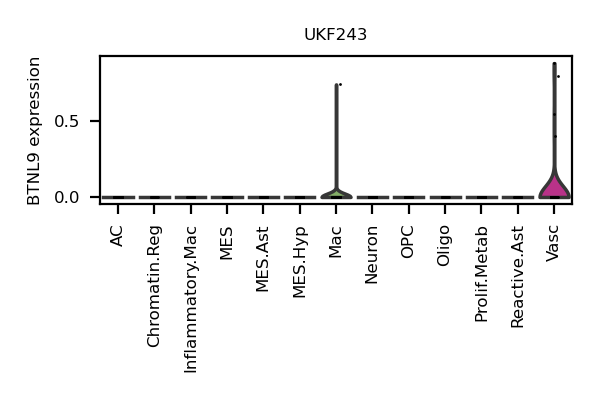 UKF243
BTNL9 expression
0.5
0.0
AC
Chromatin.Reg
Inflammatory.Mac
MES
MES.Ast
MES.Hyp
Mac
Neuron
OPC
Oligo
Prolif.Metab
Reactive.Ast
Vasc